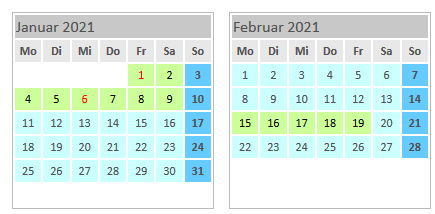 Januar 2021
Mo Di Mi Do Fr Sa So
1 2 3
4 5 6 7 8 9 10
11 12 13 14 15 16 17
18 19 20 21 22 23 24
25 26 27 28 29 30 31
Februar 2021
Mo Di Mi Do Fr Sa So
1 2 3 4 5 6 7
8 9 10 11 12 13 14
15 16 17 18 19 20 21
22 23 24 25 26 27 28